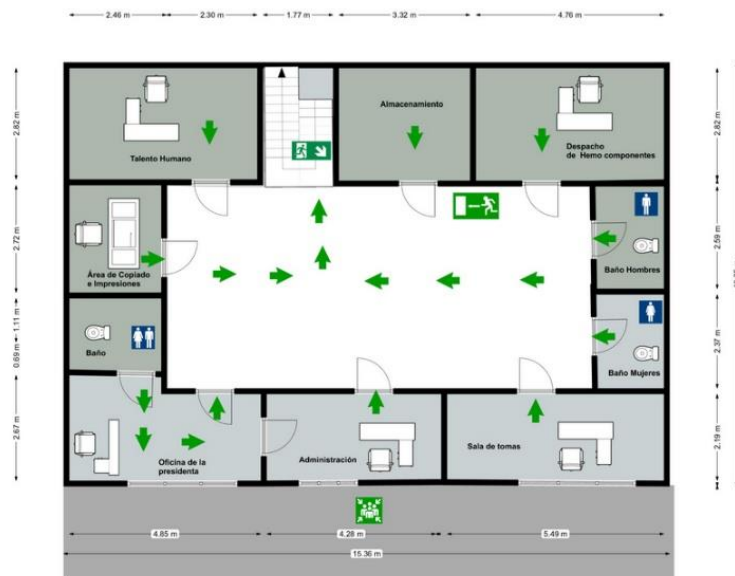 2.46 m
2.30 m
1.77 m
3.32 m
4.76 m
2.82 m
2.82 m
Talento Humano
Almacenamiento
Despacho
de Hemo componentes
2.72 m
2.59 m
Área de Copiado
e Impresiones
Baño Hombres
1.11 m
0.69 m
2.37 m
Baño
Baño Mujeres
2.67 m
2.19 m
Oficina de la
presidenta
Administración
Sala de tomas
4.85 m
4.28 m
5.49 m
15.36 m